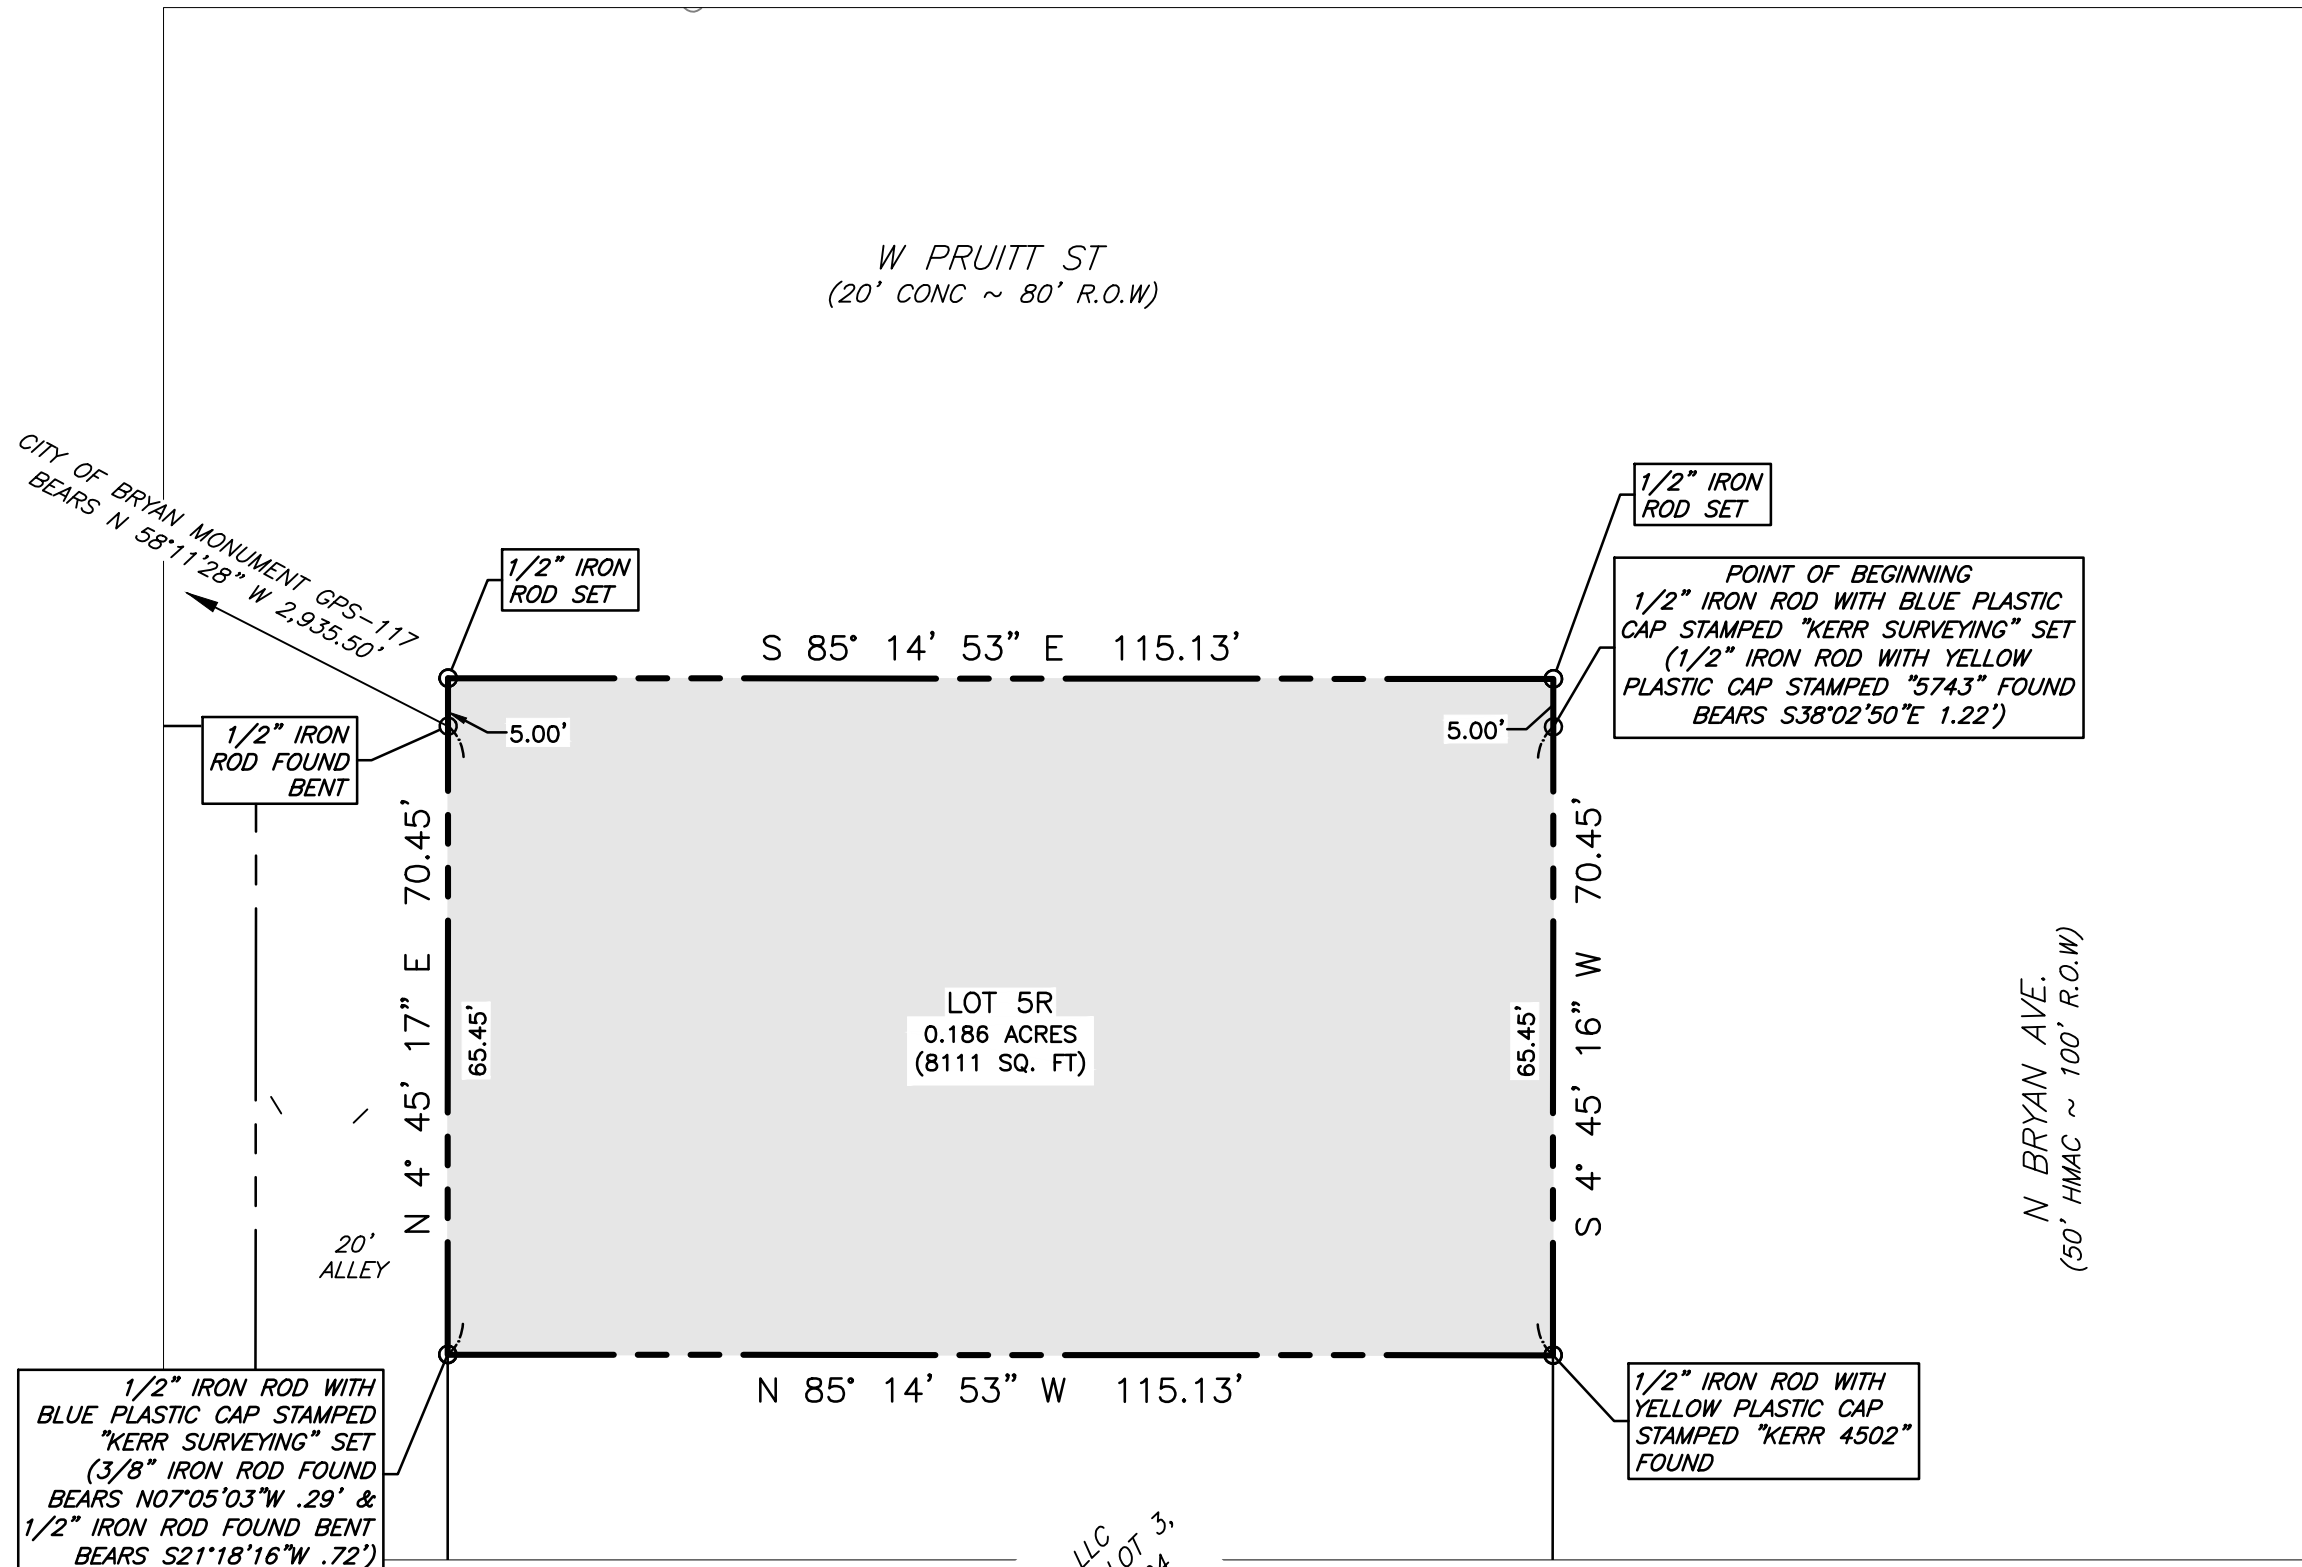 W PRUITT ST
(20' CONC ~ 80' R.O.W)
CITY OF BRYAN MONUMENT GPS-117
BEARS N 58°11'28" W 2,935.50'
1/2" IRON
ROD SET
1/2" IRON
ROD SET
POINT OF BEGINNING
1/2" IRON ROD WITH BLUE PLASTIC
CAP STAMPED "KERR SURVEYING" SET
(1/2" IRON ROD WITH YELLOW
PLASTIC CAP STAMPED "5743" FOUND
BEARS S38°02'50"E 1.22')
S 85° 14' 53" E 115.13'
1/2" IRON
ROD FOUND
BENT
5.00'
5.00'
N 4° 45' 17" E 70.45'
65.45'
LOT 5R
0.186 ACRES
(8111 SQ. FT)
65.45'
S 4° 45' 16" W 70.45'
N BRYAN AVE.
(50' HMAC ~ 100' R.O.W)
20'
ALLEY
N 85° 14' 53" W 115.13'
1/2" IRON ROD WITH
BLUE PLASTIC CAP STAMPED
"KERR SURVEYING" SET
(3/8" IRON ROD FOUND
BEARS N07°05'03"W .29' &
1/2" IRON ROD FOUND BENT
BEARS S21°18'16"W .72')
1/2" IRON ROD WITH
YELLOW PLASTIC CAP
STAMPED "KERR 4502"
FOUND
LLC
LOT 3,